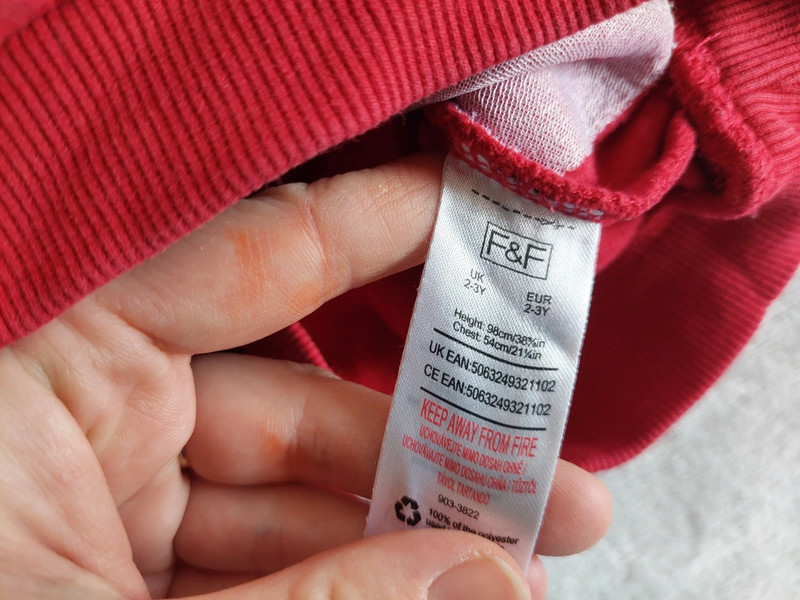 F&F
UK
2-3Y
EUR
2-3Y
Height: 98cm/38⅝in
Chest: 54cm/21¼in
UK EAN:5063249321102
CE EAN:5063249321102
KEEP AWAY FROM FIRE
UCHOVÁVEJTE MIMO DOSAH OHNĚ /
UCHOVÁVAJTE MIMO DOSAHU OHŇA / TŰZTŐL
TÁVOL TARTANDÓ
903-3822
100% of the polyester